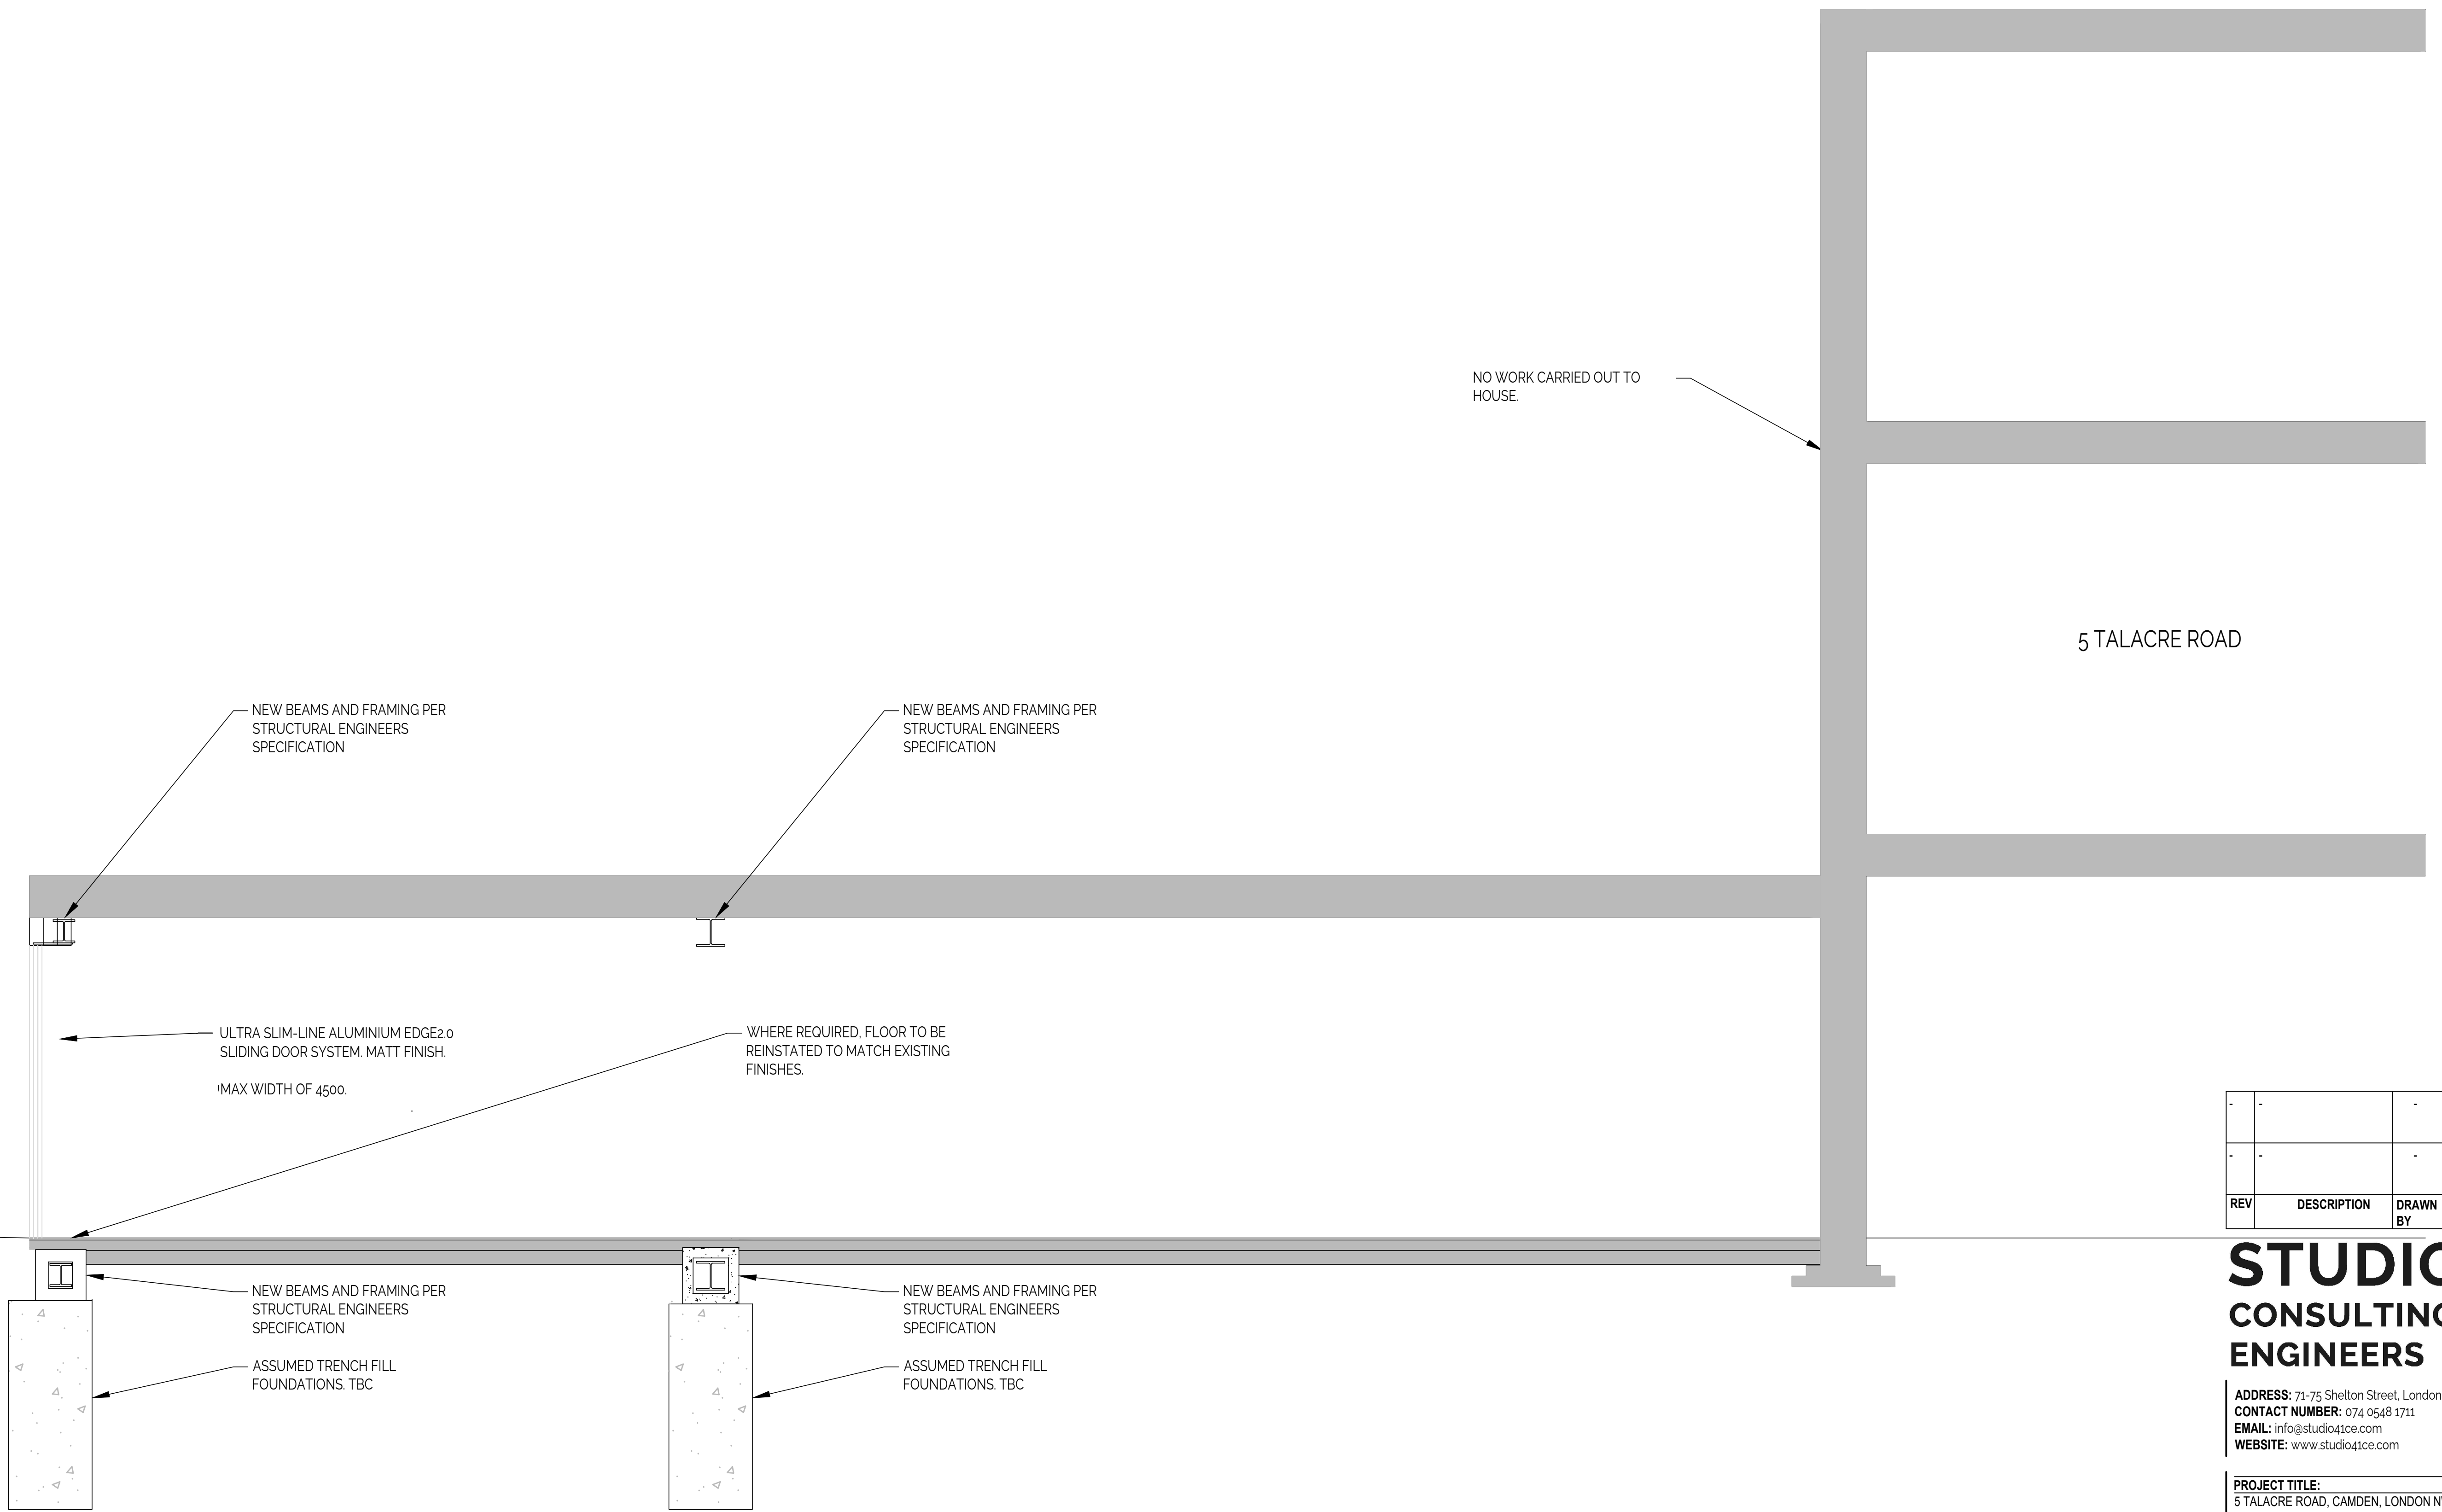 NO WORK CARRIED OUT TO
HOUSE.
5 TALACRE ROAD
NEW BEAMS AND FRAMING PER
STRUCTURAL ENGINEERS
SPECIFICATION
NEW BEAMS AND FRAMING PER
STRUCTURAL ENGINEERS
SPECIFICATION
ULTRA SLIM-LINE ALUMINIUM EDGE2.0
SLIDING DOOR SYSTEM. MATT FINISH.
MAX WIDTH OF 4500.
WHERE REQUIRED, FLOOR TO BE
REINSTATED TO MATCH EXISTING
FINISHES.
NEW BEAMS AND FRAMING PER
STRUCTURAL ENGINEERS
SPECIFICATION
ASSUMED TRENCH FILL
FOUNDATIONS. TBC
NEW BEAMS AND FRAMING PER
STRUCTURAL ENGINEERS
SPECIFICATION
ASSUMED TRENCH FILL
FOUNDATIONS. TBC
- - -
- - -
REV DESCRIPTION DRAWN
BY
STUDIO
CONSULTING
ENGINEERS
ADDRESS: 71-75 Shelton Street, London
CONTACT NUMBER: 074 0548 1711
EMAIL: info@studio41ce.com
WEBSITE: www.studio41ce.com
PROJECT TITLE:
5 TALACRE ROAD, CAMDEN, LONDON